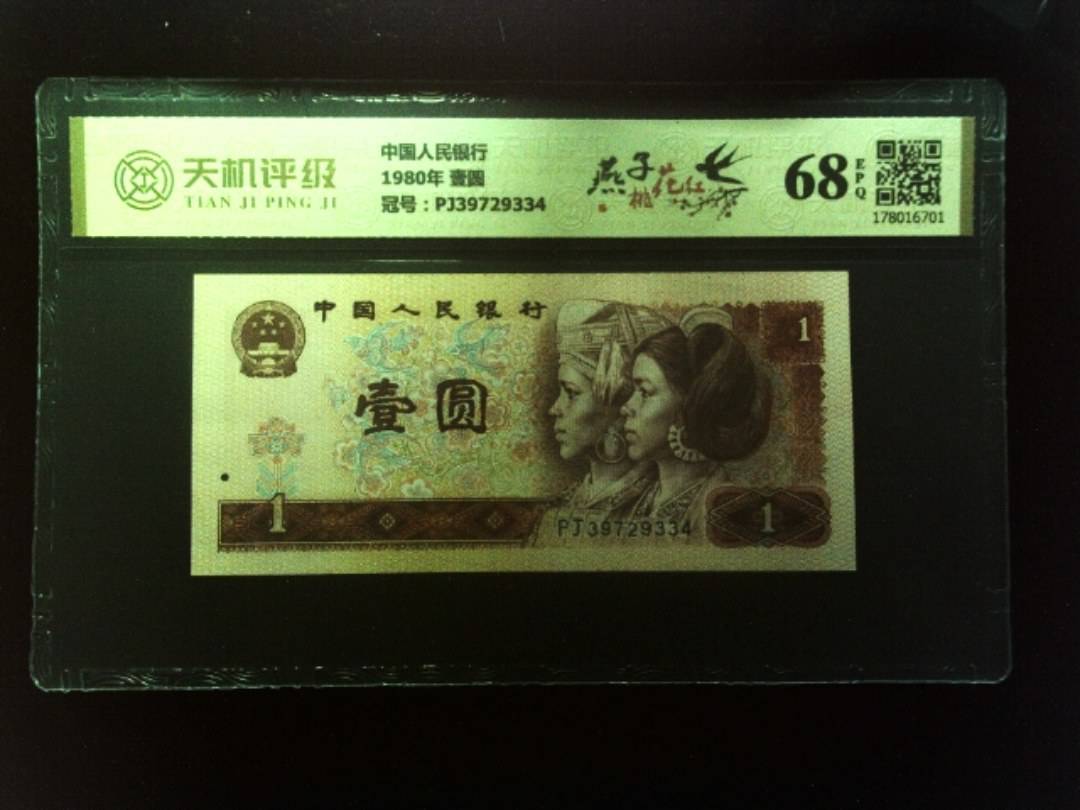 天机评级
TIAN JI PING JI
中国人民银行
1980年 壹圆
冠号：PJ39729334
燕子
桃花红
68
EPQ
178016701
中国人民银行
1
壹圆
1
PJ39729334
1